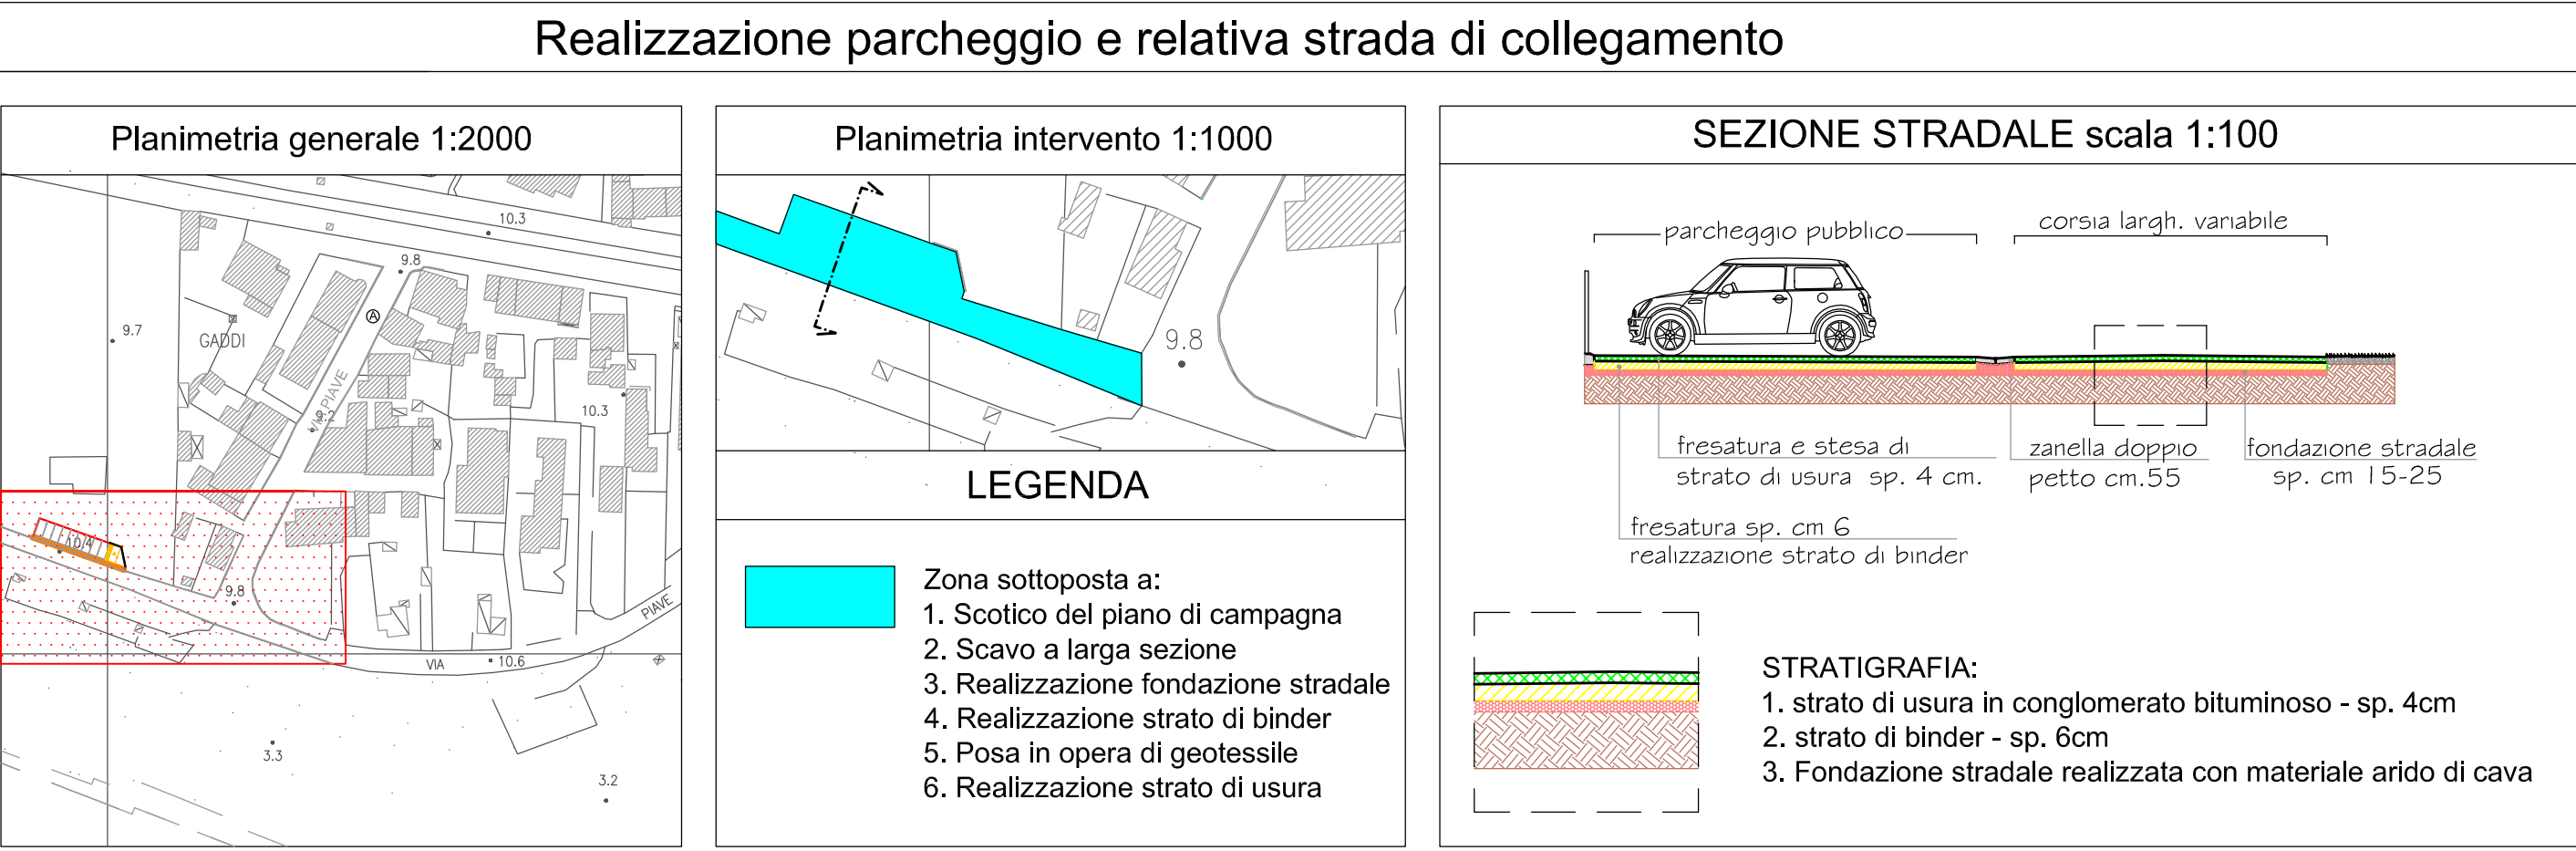 Realizzazione parcheggio e relativa strada di collegamento
Planimetria generale 1:2000
10.3
9.8
A
9.7
GADDI
VIA PIAVE
9.2
10.3
10.4
9.8
PIAVE
VIA
10.6
3.3
3.2
Planimetria intervento 1:1000
9.8
LEGENDA
Zona sottoposta a:
1. Scotico del piano di campagna
2. Scavo a larga sezione
3. Realizzazione fondazione stradale
4. Realizzazione strato di binder
5. Posa in opera di geotessile
6. Realizzazione strato di usura
SEZIONE STRADALE scala 1:100
parcheggio pubblico
corsia largh. variabile
fresatura e stesa di
strato di usura sp. 4 cm.
zanella doppio
petto cm.55
fondazione stradale
sp. cm 15-25
fresatura sp. cm 6
realizzazione strato di binder
STRATIGRAFIA:
1. strato di usura in conglomerato bituminoso - sp. 4cm
2. strato di binder - sp. 6cm
3. Fondazione stradale realizzata con materiale arido di cava